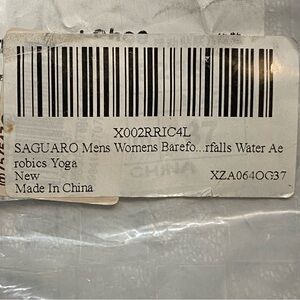 X002RRIC4L
SAGUARO Mens Womens Barefo...rfalls Water Ae
robics Yoga
New
XZA064OG37
Made In China